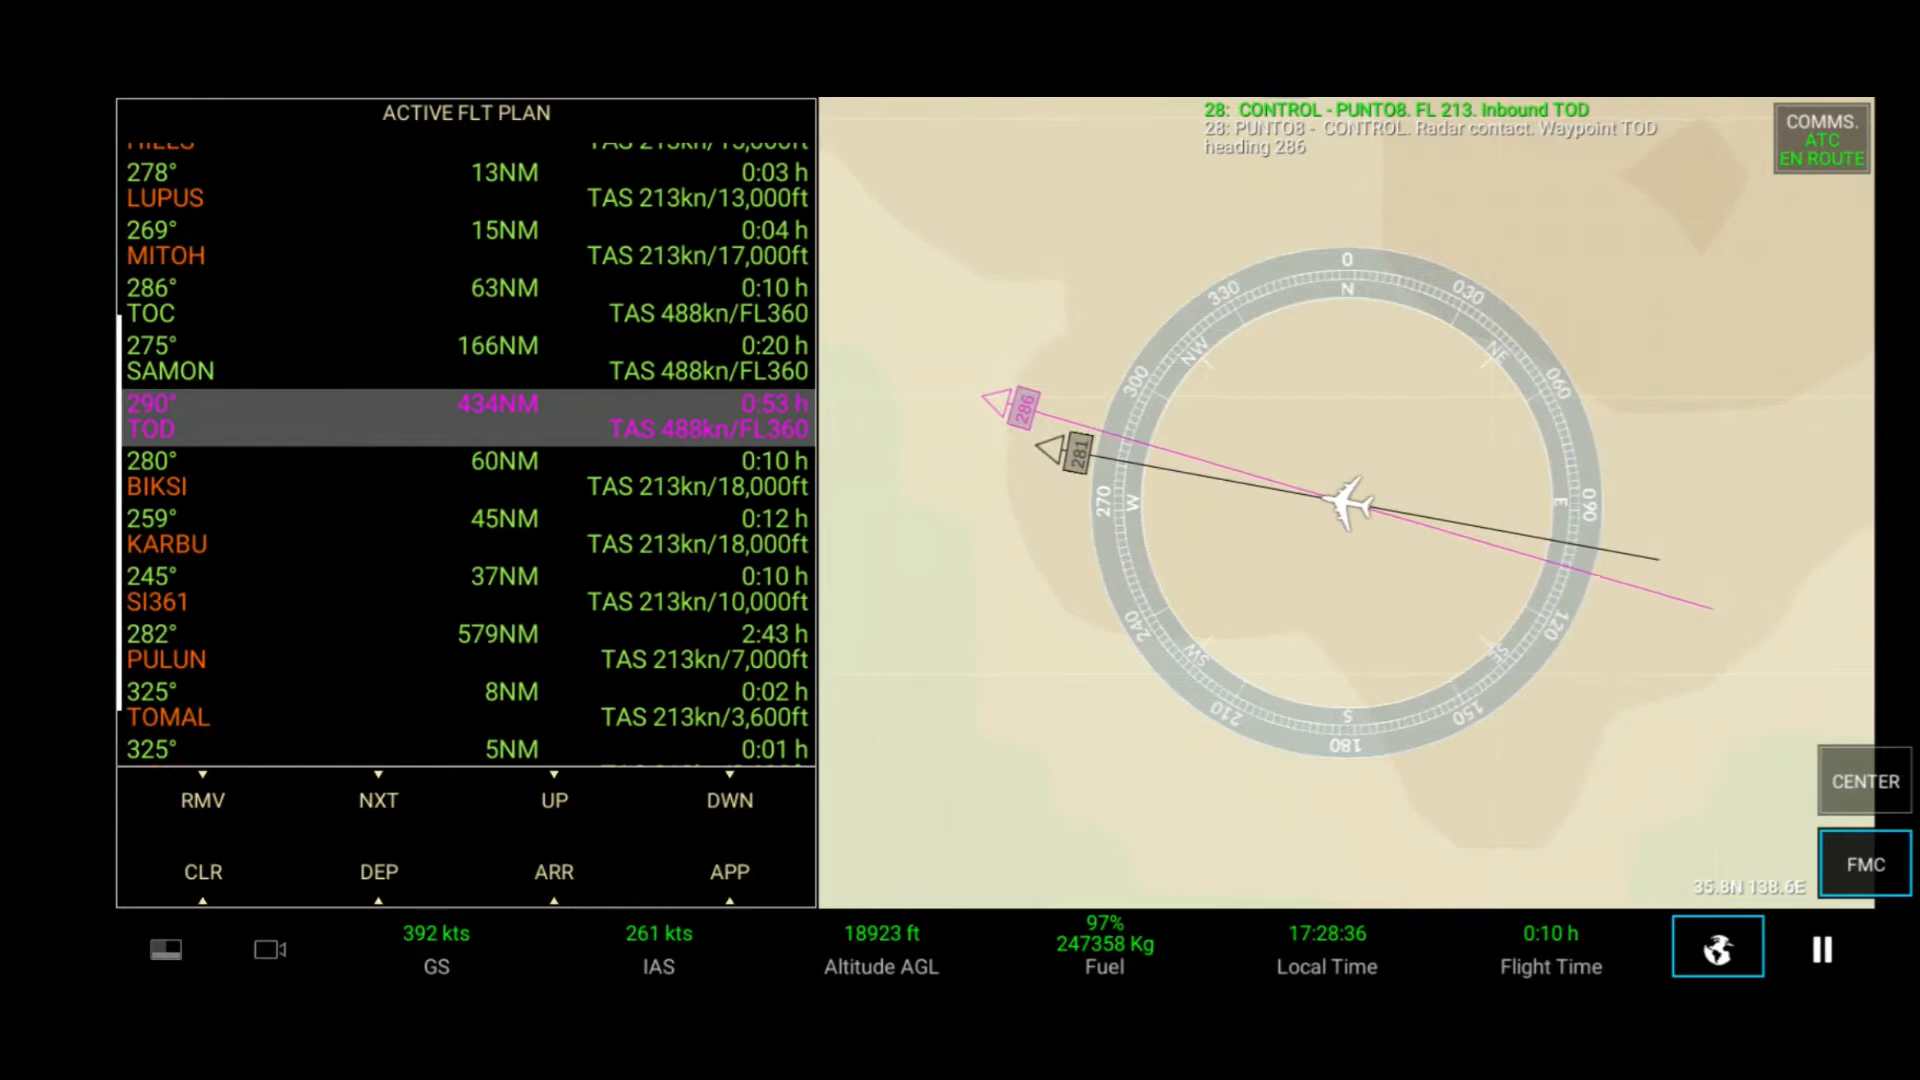 ACTIVE FLT PLAN
278° 13NM 0:03 h
LUPUS TAS 213kn/13,000ft
269° 15NM 0:04 h
MITOH TAS 213kn/17,000ft
286° 63NM 0:10 h
TOC TAS 488kn/FL360
275° 166NM 0:20 h
SAMON TAS 488kn/FL360
290° 434NM 0:53 h
TOD TAS 488kn/FL360
280° 60NM 0:10 h
BIKSI TAS 213kn/18,000ft
259° 45NM 0:12 h
KARBU TAS 213kn/18,000ft
245° 37NM 0:10 h
SI361 TAS 213kn/10,000ft
282° 579NM 2:43 h
PULUN TAS 213kn/7,000ft
325° 8NM 0:02 h
TOMAL TAS 213kn/3,600ft
325° 5NM 0:01 h
RMV NXT UP DWN
CLR DEP ARR APP
28: CONTROL - PUNTO8. FL 213. Inbound TOD
28: PUNTO8 - CONTROL. Radar contact. Waypoint TOD
heading 286
COMMS.
ATC
EN ROUTE
0
030
060
090
120
150
180
210
240
270
300
330
N
NE
E
SE
S
SW
W
NW
286
281
CENTER
FMC
35.8N 138.6E
392 kts
GS
261 kts
IAS
18923 ft
Altitude AGL
97%
247358 Kg
Fuel
17:28:36
Local Time
0:10 h
Flight Time